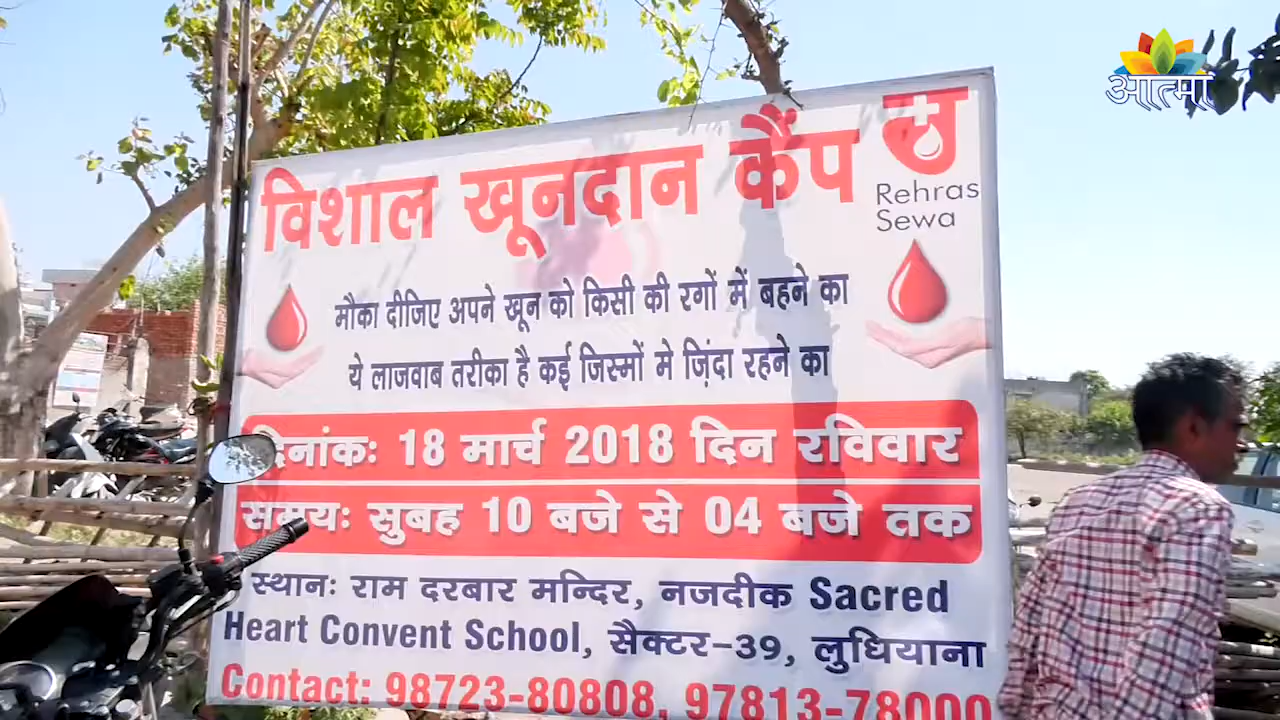 आत्मा
विशाल खूनदान कैंप
Rehras
Sewa
मौका दीजिए अपने खून को किसी की रगों में बहने का
ये लाजवाब तरीका है कई जिस्मों मे ज़िंदा रहने का
दिनांकः 18 मार्च 2018 दिन रविवार
समयः सुबह 10 बजे से 04 बजे तक
स्थानः राम दरबार मन्दिर, नजदीक Sacred
Heart Convent School, सैक्टर-39, लुधियाना
Contact: 98723-80808, 97813-78000